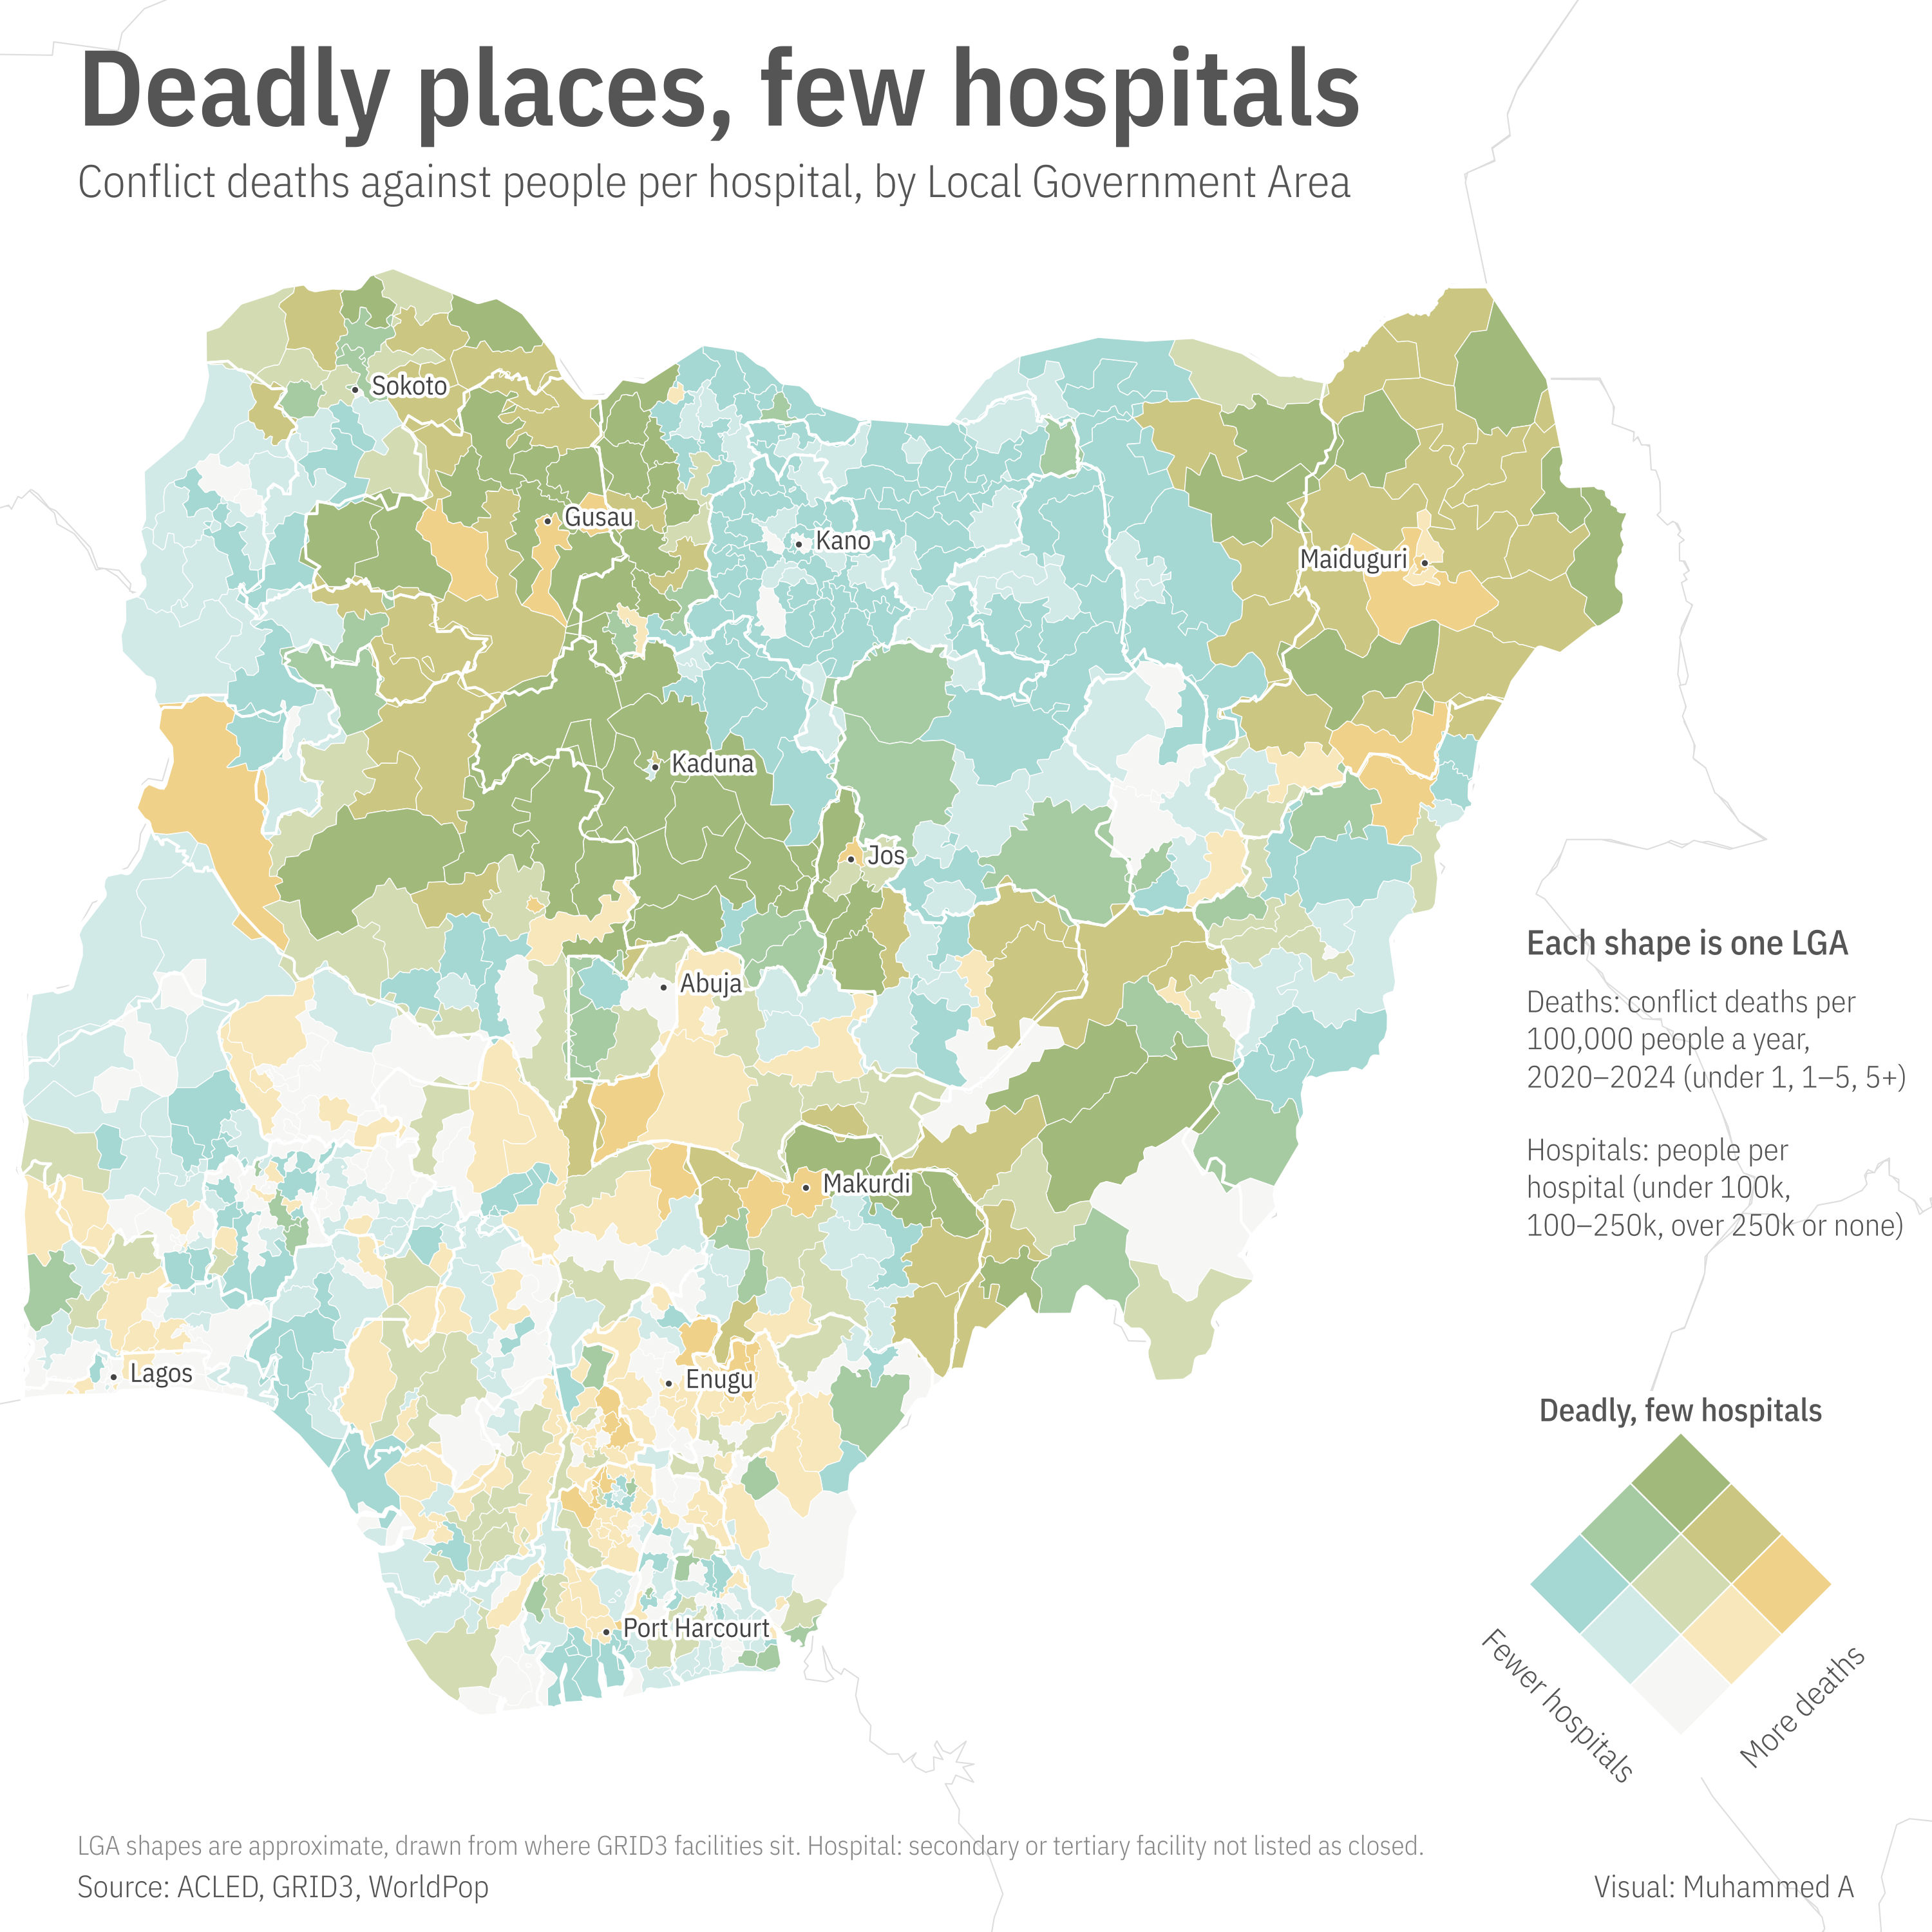 Deadly places, few hospitals
Conflict deaths against people per hospital, by Local Government Area
Sokoto
Gusau
Kano
Maiduguri
Kaduna
Jos
Abuja
Makurdi
Lagos
Enugu
Port Harcourt
Each shape is one LGA
Deaths: conflict deaths per
100,000 people a year,
2020–2024 (under 1, 1–5, 5+)
Hospitals: people per
hospital (under 100k,
100–250k, over 250k or none)
Deadly, few hospitals
Fewer hospitals
More deaths
LGA shapes are approximate, drawn from where GRID3 facilities sit. Hospital: secondary or tertiary facility not listed as closed.
Source: ACLED, GRID3, WorldPop
Visual: Muhammed A